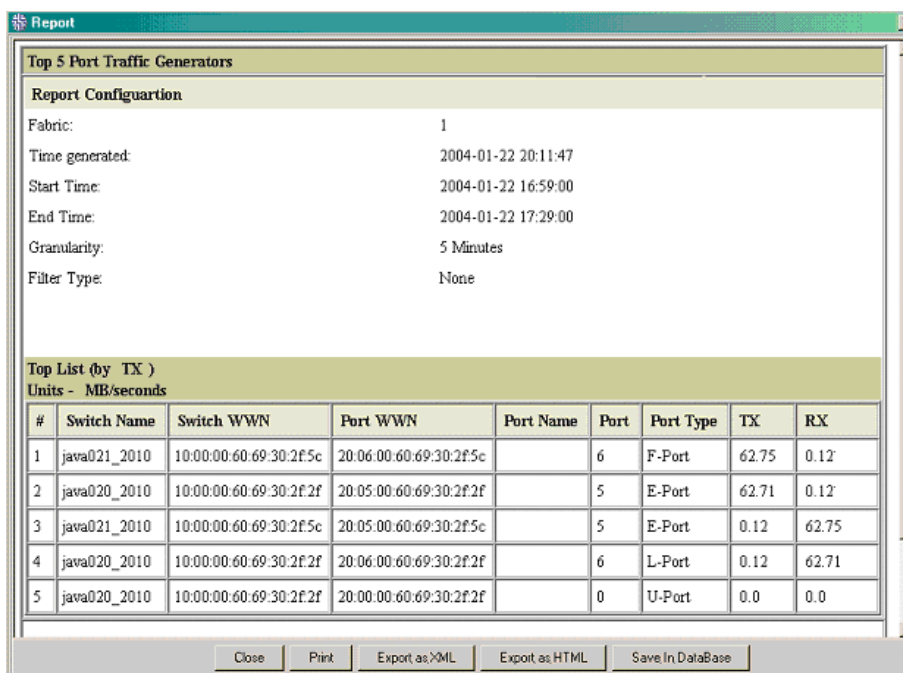 Report
Top 5 Port Traffic Generators
Report Configuartion
Fabric: 1
Time generated: 2004-01-22 20:11:47
Start Time: 2004-01-22 16:59:00
End Time: 2004-01-22 17:29:00
Granularity: 5 Minutes
Filter Type: None
Top List (by TX )
Units - MB/seconds
# Switch Name Switch WWN Port WWN Port Name Port Port Type TX RX
1 java021_2010 10:00:00:60:69:30:2f:5c 20:06:00:60:69:30:2f:5c 6 F-Port 62.75 0.12
2 java020_2010 10:00:00:60:69:30:2f:2f 20:05:00:60:69:30:2f:2f 5 E-Port 62.71 0.12
3 java021_2010 10:00:00:60:69:30:2f:5c 20:05:00:60:69:30:2f:5c 5 E-Port 0.12 62.75
4 java020_2010 10:00:00:60:69:30:2f:2f 20:06:00:60:69:30:2f:2f 6 L-Port 0.12 62.71
5 java020_2010 10:00:00:60:69:30:2f:2f 20:00:00:60:69:30:2f:2f 0 U-Port 0.0 0.0
Close Print Export as XML Export as HTML Save In DataBase